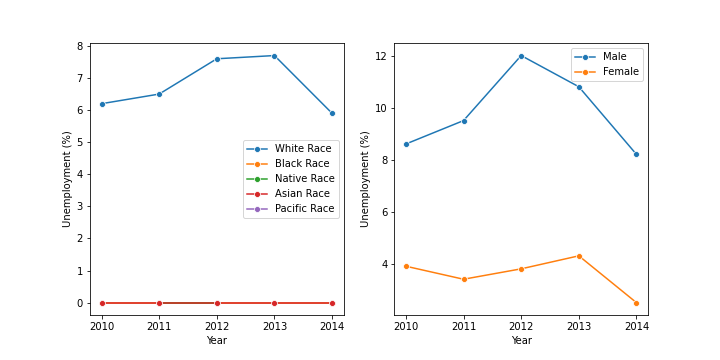 8
7
6
5
4
3
2
1
0
Unemployment (%)
White Race
Black Race
Native Race
Asian Race
Pacific Race
2010 2011 2012 2013 2014
Year
12
10
8
6
4
Unemployment (%)
Male
Female
2010 2011 2012 2013 2014
Year